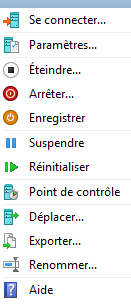 Se connecter...
Paramètres...
Éteindre...
Arrêter...
Enregistrer
Suspendre
Réinitialiser
Point de contrôle
Déplacer...
Exporter...
Renommer...
Aide